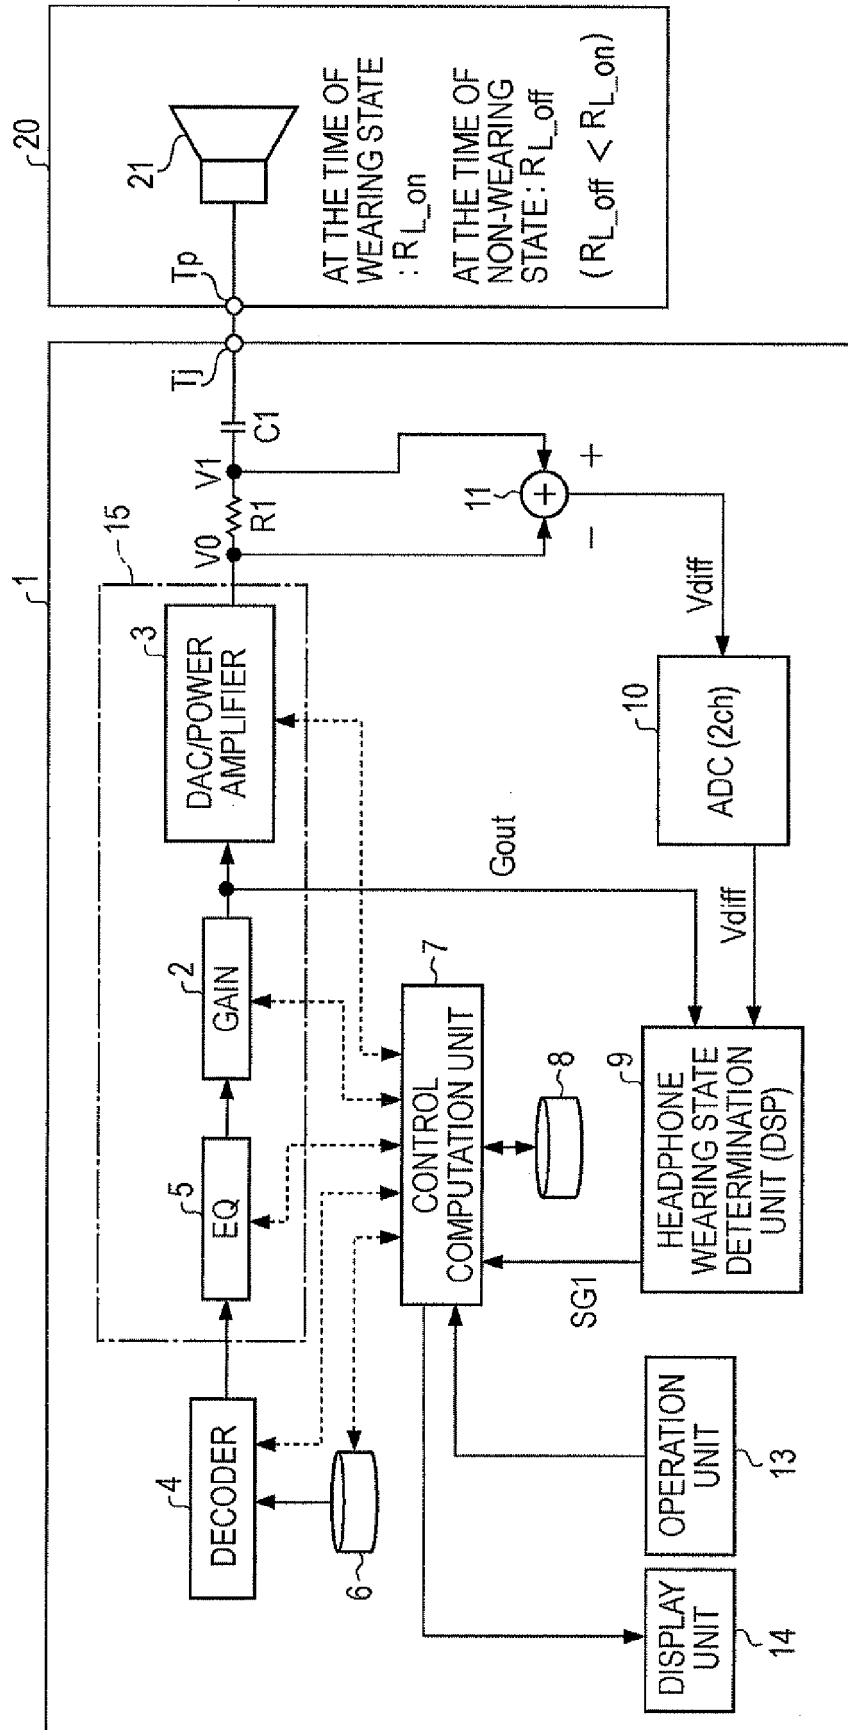 1
20
15
4
DECODER
5
EQ
2
GAIN
3
DAC/POWER
AMPLIFIER
V0
R1
V1
C1
Tj
Tp
21
AT THE TIME OF
WEARING STATE
: RL_on
AT THE TIME OF
NON-WEARING
STATE : RL_off
(RL_off < RL_on)
6
7
CONTROL
COMPUTATION UNIT
8
Gout
11
+
+
−
Vdiff
SG1
9
HEADPHONE
WEARING STATE
DETERMINATION
UNIT (DSP)
Vdiff
10
ADC (2ch)
DISPLAY
UNIT
14
OPERATION
UNIT
13